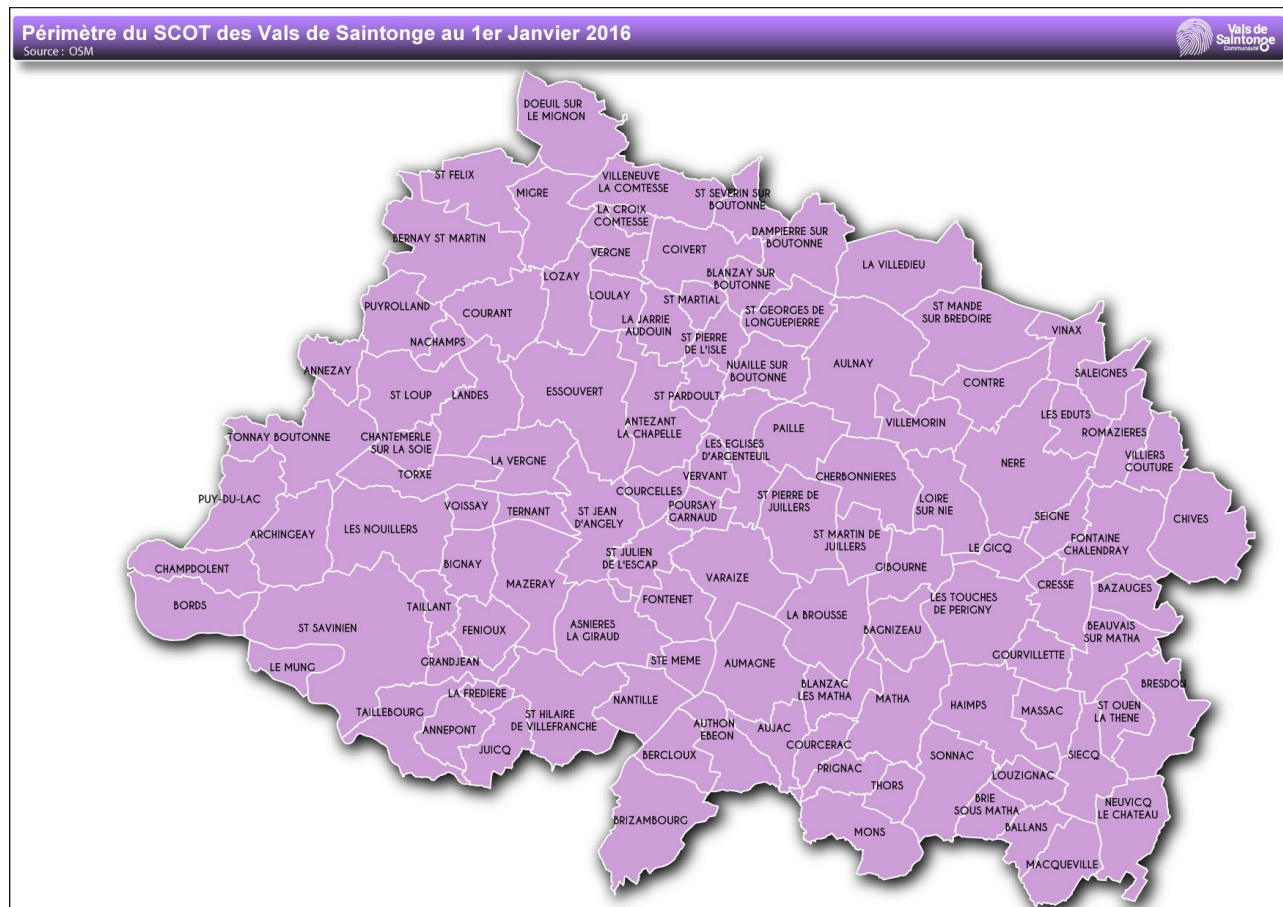 Périmètre du SCOT des Vals de Saintonge au 1er Janvier 2016
Source : OSM
Vals de
Saintonge
Communauté
DOEUIL SUR
LE MIGNON
ST FELIX
MIGRE
VILLENEUVE
LA COMTESSE
ST SEVERIN SUR
BOUTONNE
LA CROIX
COMTESSE
BERNAY ST MARTIN
VERGNE
COIVERT
DAMPIERRE SUR
BOUTONNE
LA VILLEDIEU
LOZAY
BLANZAY SUR
BOUTONNE
PUYROLLAND
COURANT
LOULAY
ST MARTIAL
ST GEORGES DE
LONGUEPIERRE
ST MANDE
SUR BREDOIRE
LA JARRIE
AUDOUIN
VINAX
NACHAMPS
ST PIERRE
DE L'ISLE
ANNEZAY
NUAILLE SUR
BOUTONNE
AULNAY
SALEIGNES
CONTRE
ST LOUP
LANDES
ESSOUVERT
ST PARDOULT
LES EDUTS
VILLEMORIN
ANTEZANT
LA CHAPELLE
PAILLE
ROMAZIERES
TONNAY BOUTONNE
CHANTEMERLE
SUR LA SOIE
LES EGLISES
D'ARGENTEUIL
VILLIERS
COUTURE
LA VERGNE
NERE
TORXE
VERVANT
CHERBONNIERES
COURCELLES
PUY-DU-LAC
VOISSAY
TERNANT
ST JEAN
D'ANGELY
POURSAY
GARNAUD
ST PIERRE DE
JUILLERS
LOIRE
SUR NIE
SEIGNE
CHIVES
ARCHINGEAY
LES NOUILLERS
ST MARTIN DE
JUILLERS
LE GICQ
FONTAINE
CHALENDRAY
ST JULIEN
DE L'ESCAP
CHAMPDOLENT
BIGNAY
GIBOURNE
MAZERAY
VARAIZE
CRESSE
BAZAUGES
BORDS
TAILLANT
FONTENET
LES TOUCHES
DE PERIGNY
LA BROUSSE
ST SAVINIEN
FENIOUX
ASNIERES
LA GIRAUD
BAGNIZEAU
BEAUVAIS
SUR MATHA
LE MUNG
GRANDJEAN
STE MEME
AUMAGNE
GOURVILLETTE
LA FREDIERE
BLANZAC
LES MATHA
BRESDON
TAILLEBOURG
NANTILLE
MATHA
HAIMPS
MASSAC
ST OUEN
LA THENE
ANNEPONT
ST HILAIRE
DE VILLEFRANCHE
AUTHON
EBEON
AUJAC
JUICQ
COURCERAC
BERCLOUX
SONNAC
SIECQ
PRIGNAC
LOUZIGNAC
THORS
BRIE
SOUS MATHA
NEUVICQ
LE CHATEAU
BRIZAMBOURG
MONS
BALLANS
MACQUEVILLE